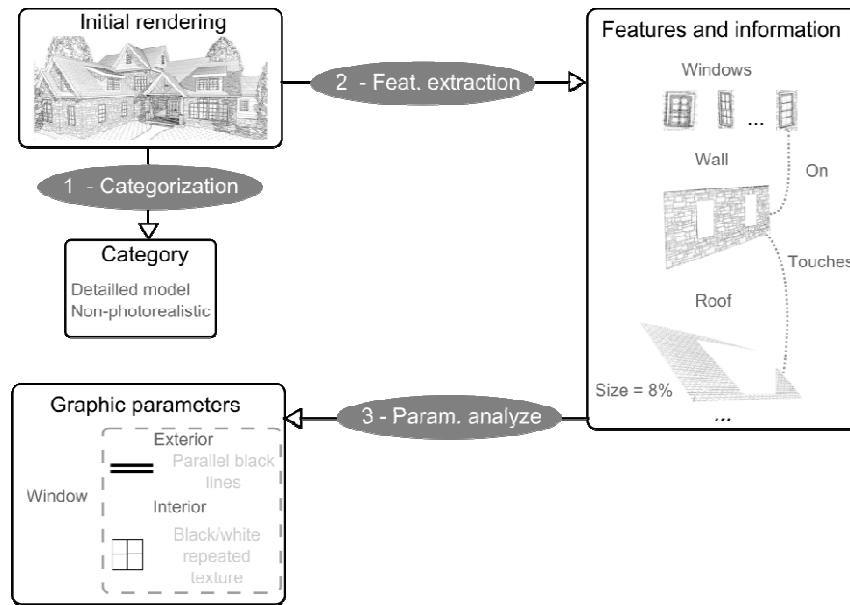 Initial rendering
2 - Feat. extraction
1 - Categorization
Category
Detailled model
Non-photorealistic
Features and information
Windows
...
Wall
On
Touches
Roof
Size = 8%
...
3 - Param. analyze
Graphic parameters
Exterior
Parallel black
lines
Window
Interior
Black/white
repeated
texture